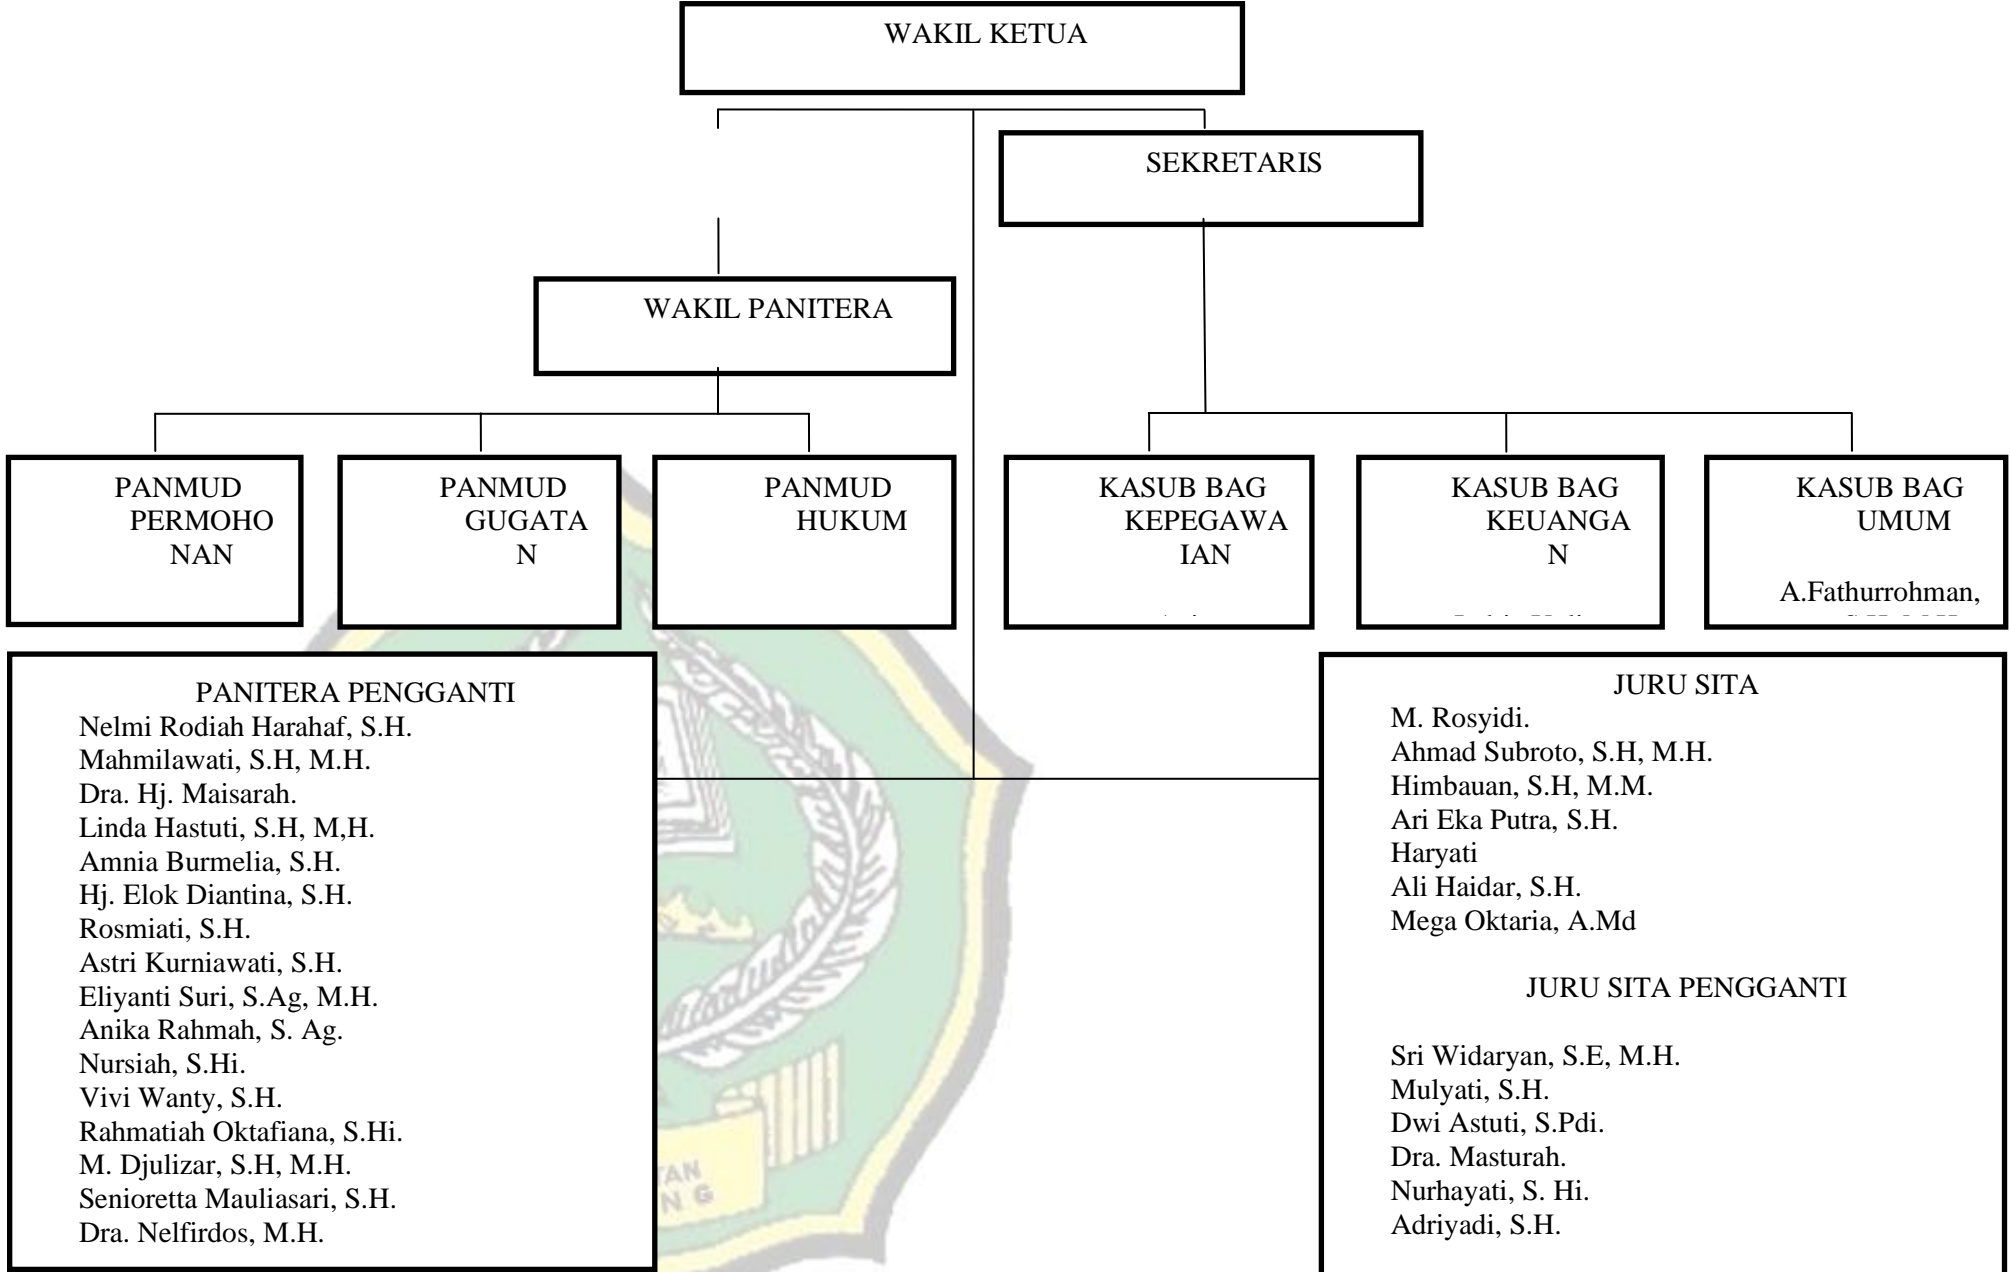 WAKIL KETUA
SEKRETARIS
WAKIL PANITERA
PANMUD
PERMOHO
NAN
PANMUD
GUGATA
N
PANMUD
HUKUM
KASUB BAG
KEPEGAWA
IAN
KASUB BAG
KEUANGA
N
KASUB BAG
UMUM
A.Fathurrohman,
PANITERA PENGGANTI
Nelmi Rodiah Harahaf, S.H.
Mahmilawati, S.H, M.H.
Dra. Hj. Maisarah.
Linda Hastuti, S.H, M,H.
Amnia Burmelia, S.H.
Hj. Elok Diantina, S.H.
Rosmiati, S.H.
Astri Kurniawati, S.H.
Eliyanti Suri, S.Ag, M.H.
Anika Rahmah, S. Ag.
Nursiah, S.Hi.
Vivi Wanty, S.H.
Rahmatiah Oktafiana, S.Hi.
M. Djulizar, S.H, M.H.
Senioretta Mauliasari, S.H.
Dra. Nelfirdos, M.H.
JURU SITA
M. Rosyidi.
Ahmad Subroto, S.H, M.H.
Himbauan, S.H, M.M.
Ari Eka Putra, S.H.
Haryati
Ali Haidar, S.H.
Mega Oktaria, A.Md
JURU SITA PENGGANTI
Sri Widaryan, S.E, M.H.
Mulyati, S.H.
Dwi Astuti, S.Pdi.
Dra. Masturah.
Nurhayati, S. Hi.
Adriyadi, S.H.